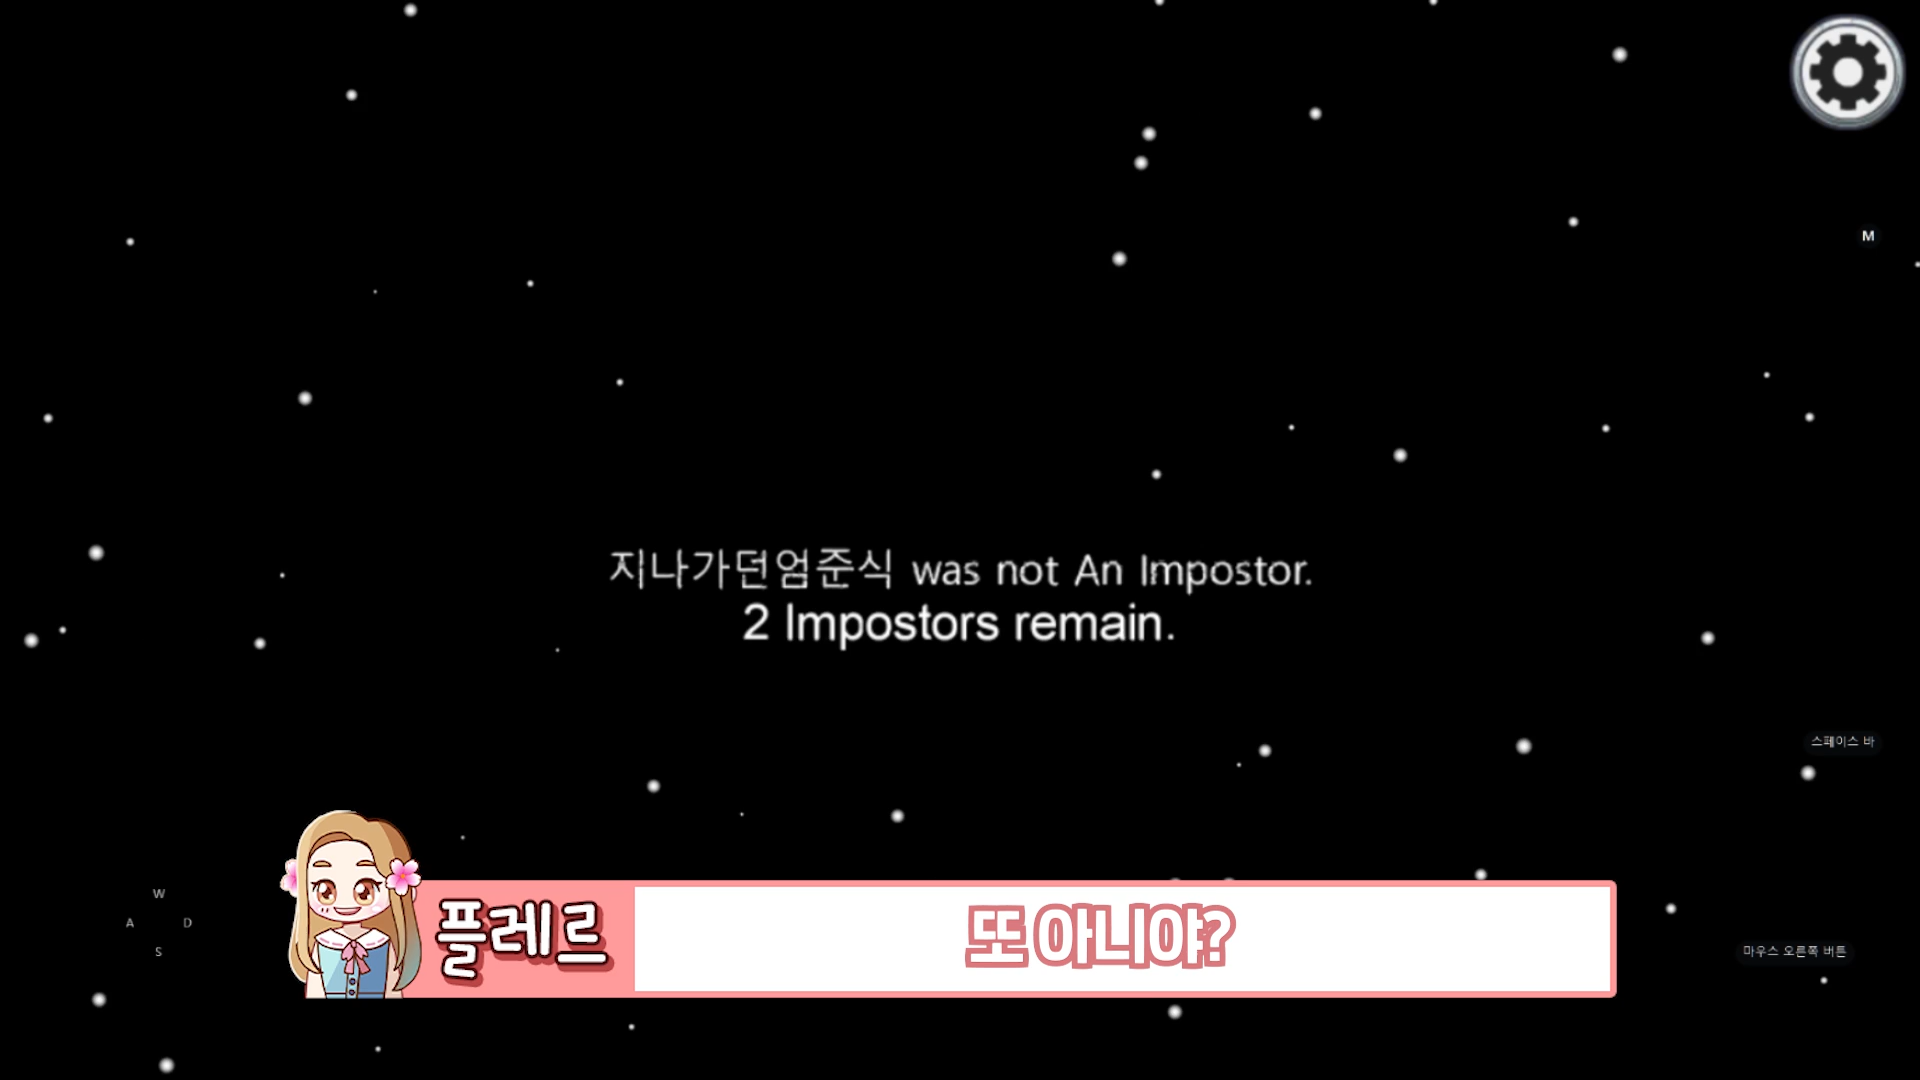 M
지나가던엄준식 was not An Impostor.
2 Impostors remain.
스페이스 바
W
A D
S
마우스 오른쪽 버튼
플레르
또 아니야?